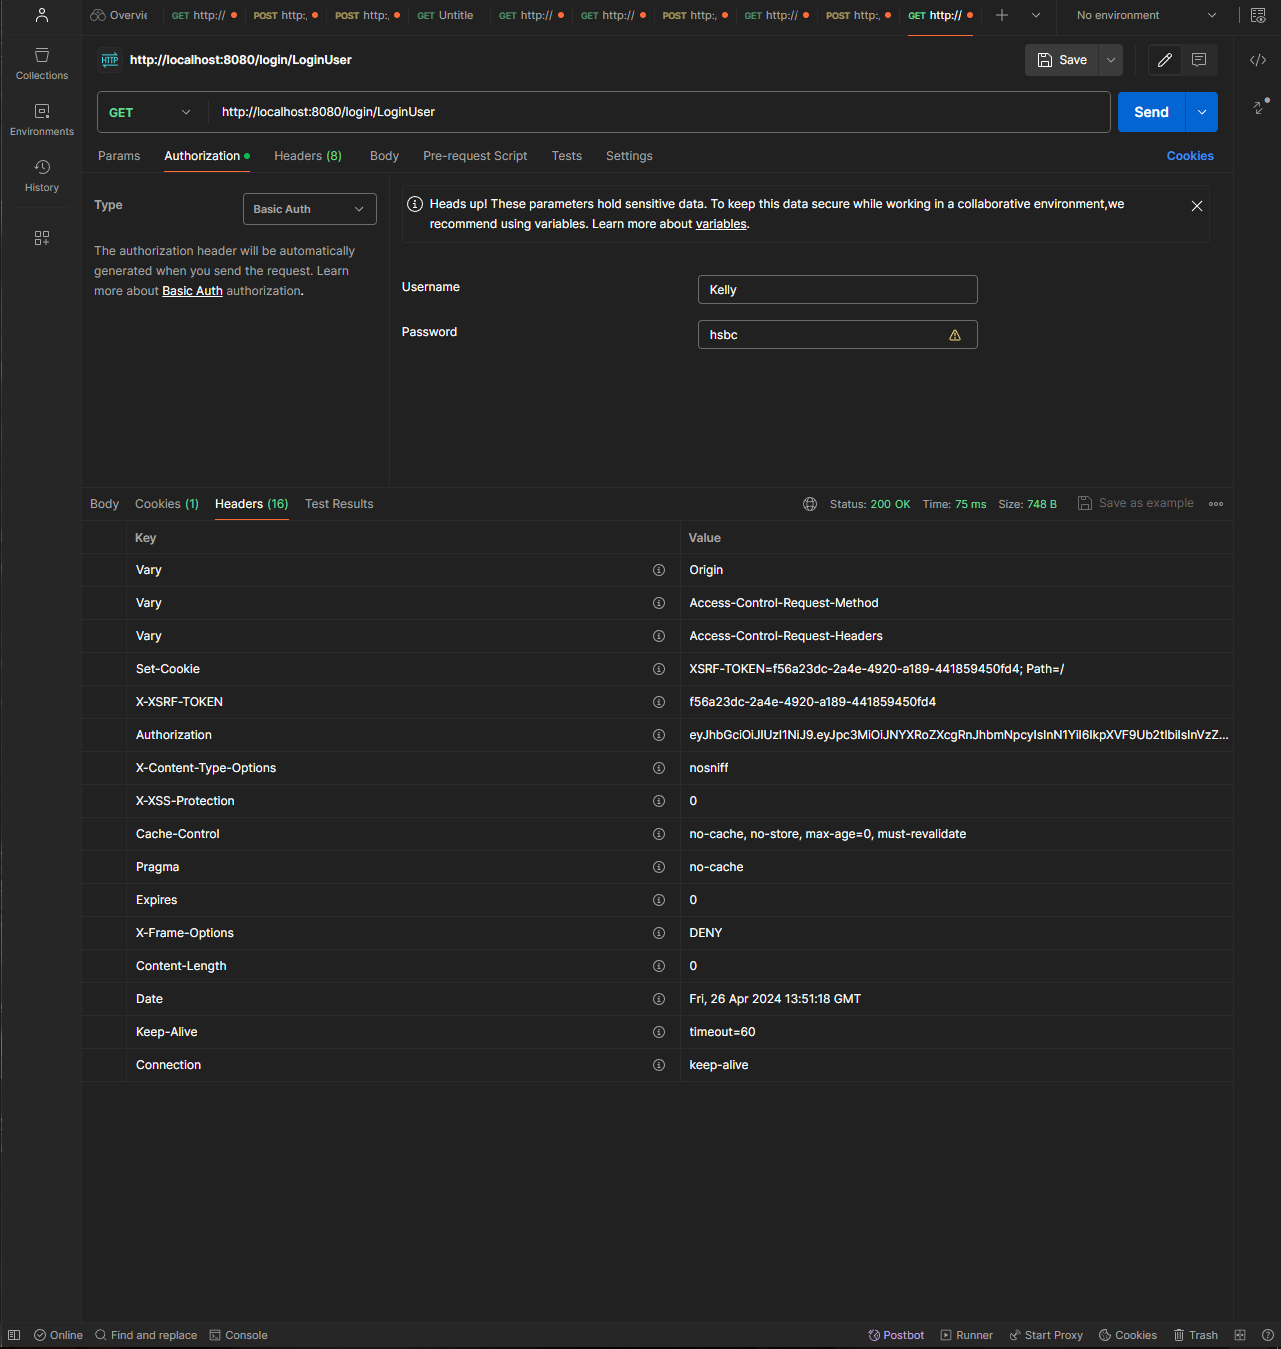 Overvie GET http:// POST http:. POST http:. GET Untitle GET http:// GET http:// POST http:. GET http:// POST http:. GET http:// No environment
Collections
Environments
History
HTTP http://localhost:8080/login/LoginUser Save
GET http://localhost:8080/login/LoginUser Send
Params Authorization Headers (8) Body Pre-request Script Tests Settings Cookies
Type Basic Auth
The authorization header will be automatically
generated when you send the request. Learn
more about Basic Auth authorization.
Heads up! These parameters hold sensitive data. To keep this data secure while working in a collaborative environment,we
recommend using variables. Learn more about variables.
Username Kelly
Password hsbc
Body Cookies (1) Headers (16) Test Results Status: 200 OK Time: 75 ms Size: 748 B Save as example
Key Value
Vary Origin
Vary Access-Control-Request-Method
Vary Access-Control-Request-Headers
Set-Cookie XSRF-TOKEN=f56a23dc-2a4e-4920-a189-441859450fd4; Path=/
X-XSRF-TOKEN f56a23dc-2a4e-4920-a189-441859450fd4
Authorization
X-Content-Type-Options nosniff
X-XSS-Protection 0
Cache-Control no-cache, no-store, max-age=0, must-revalidate
Pragma no-cache
Expires 0
X-Frame-Options DENY
Content-Length 0
Date Fri, 26 Apr 2024 13:51:18 GMT
Keep-Alive timeout=60
Connection keep-alive
Online Find and replace Console Postbot Runner Start Proxy Cookies Trash